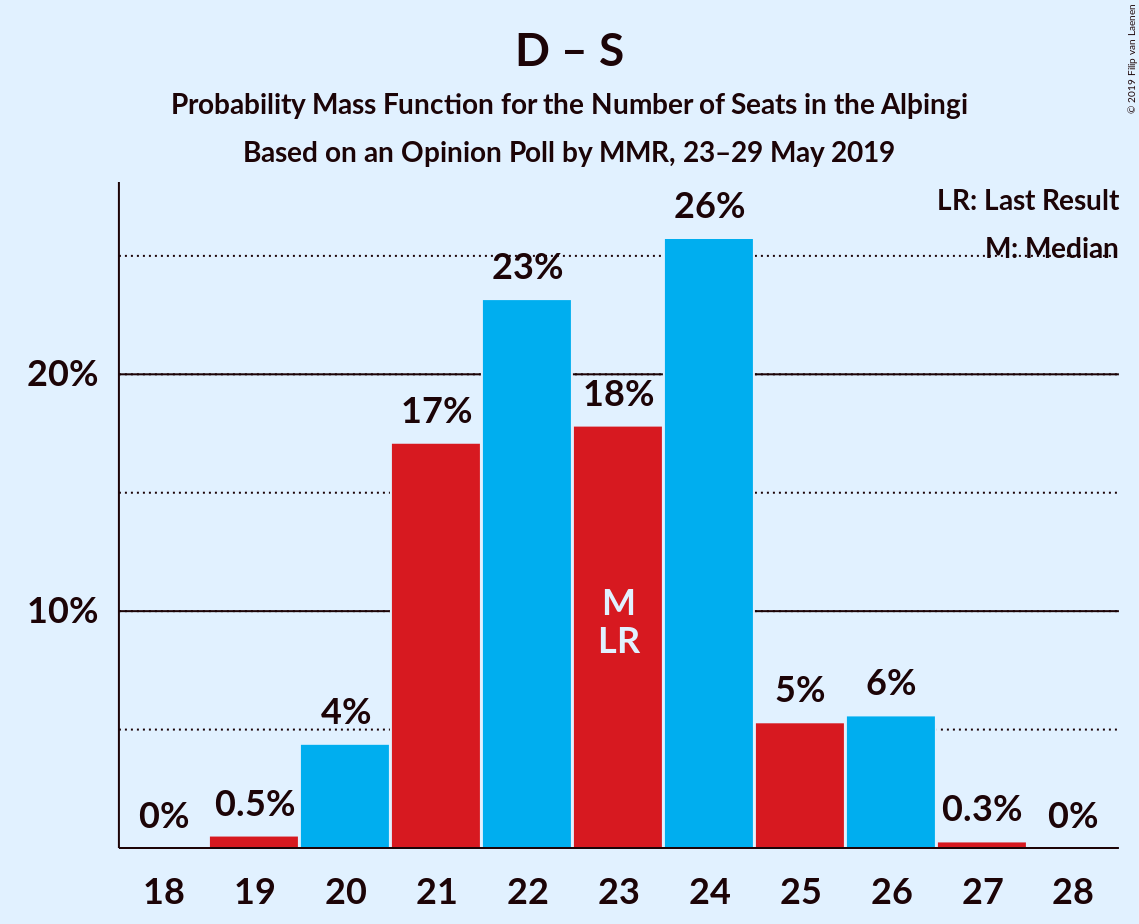 D – S
Probability Mass Function for the Number of Seats in the Alþingi
Based on an Opinion Poll by MMR, 23–29 May 2019
© 2019 Filip van Laenen
LR: Last Result
M: Median
20%
10%
0%
0.5%
4%
17%
23%
18%
26%
5%
6%
0.3%
0%
M
LR
18 19 20 21 22 23 24 25 26 27 28